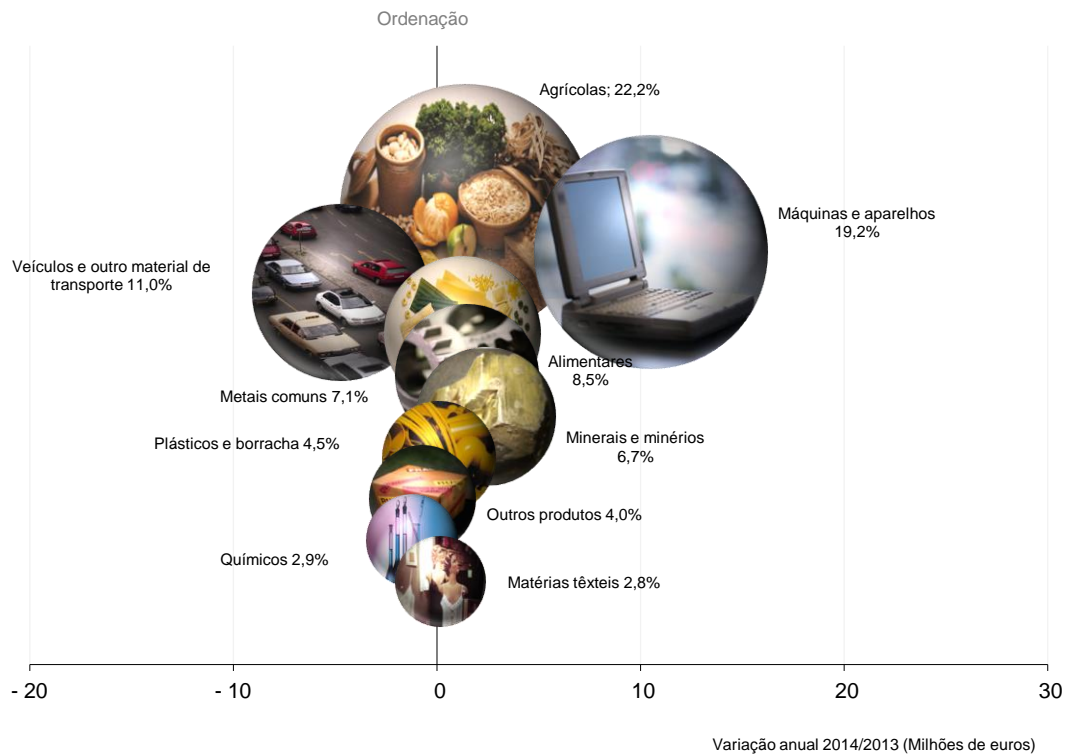 Ordenação
Agrícolas; 22,2%
Máquinas e aparelhos
19,2%
Veículos e outro material de
transporte 11,0%
Alimentares
8,5%
Metais comuns 7,1%
Minerais e minérios
6,7%
Plásticos e borracha 4,5%
Outros produtos 4,0%
Químicos 2,9%
Matérias têxteis 2,8%
- 20
- 10
0
10
20
30
Variação anual 2014/2013 (Milhões de euros)